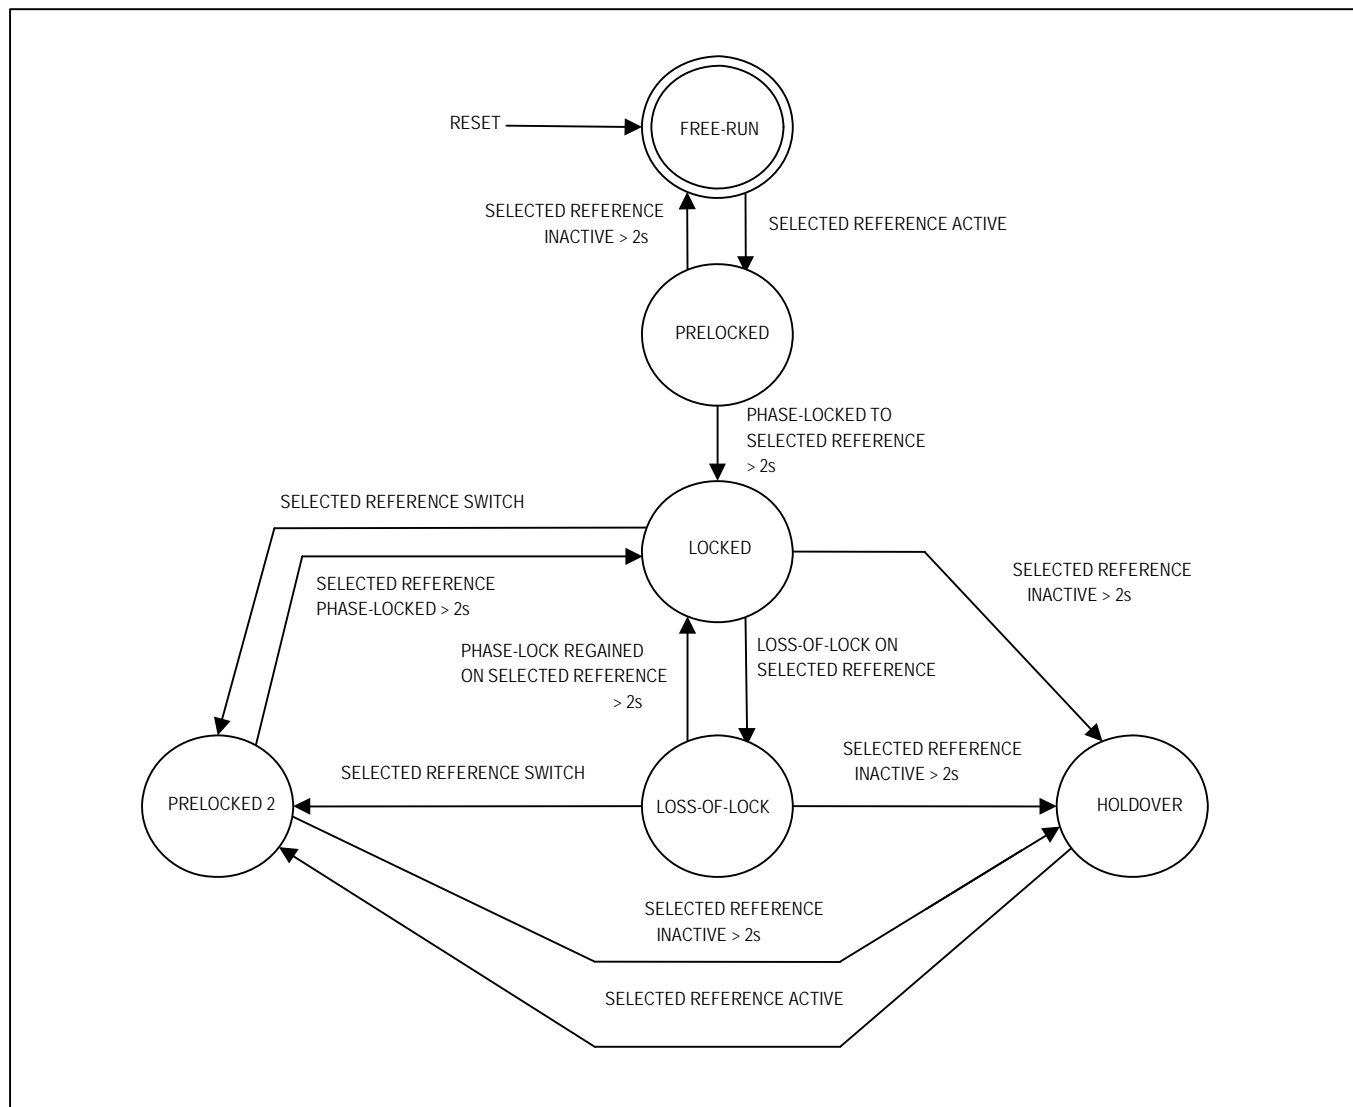 FREE-RUN
RESET
SELECTED REFERENCE
INACTIVE > 2s
SELECTED REFERENCE ACTIVE
PRELOCKED
PHASE-LOCKED TO
SELECTED REFERENCE
> 2s
SELECTED REFERENCE SWITCH
LOCKED
SELECTED REFERENCE
INACTIVE > 2s
SELECTED REFERENCE
PHASE-LOCKED > 2s
PHASE-LOCK REGAINED
ON SELECTED REFERENCE
> 2s
LOSS-OF-LOCK ON
SELECTED REFERENCE
SELECTED REFERENCE SWITCH
SELECTED REFERENCE
INACTIVE > 2s
PRELOCKED 2
LOSS-OF-LOCK
HOLDOVER
SELECTED REFERENCE
INACTIVE > 2s
SELECTED REFERENCE ACTIVE